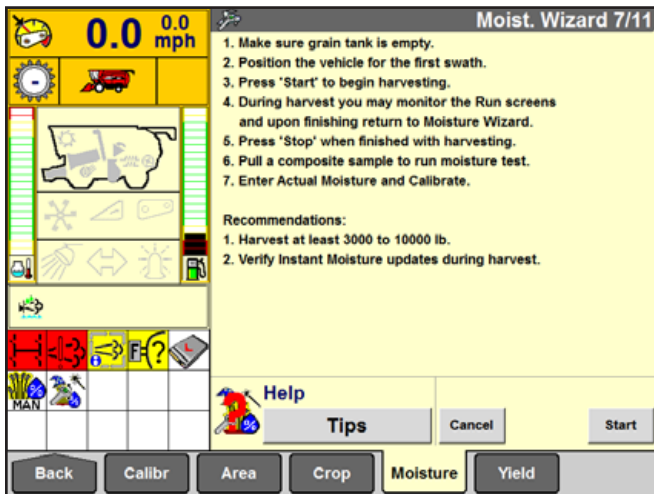 0.0 0.0 mph
Moist. Wizard 7/11
1. Make sure grain tank is empty.
2. Position the vehicle for the first swath.
3. Press 'Start' to begin harvesting.
4. During harvest you may monitor the Run screens
and upon finishing return to Moisture Wizard.
5. Press 'Stop' when finished with harvesting.
6. Pull a composite sample to run moisture test.
7. Enter Actual Moisture and Calibrate.
Recommendations:
1. Harvest at least 3000 to 10000 lb.
2. Verify Instant Moisture updates during harvest.
F ?
MAN %
Help
Tips
Cancel
Start
Back
Calibr
Area
Crop
Moisture
Yield